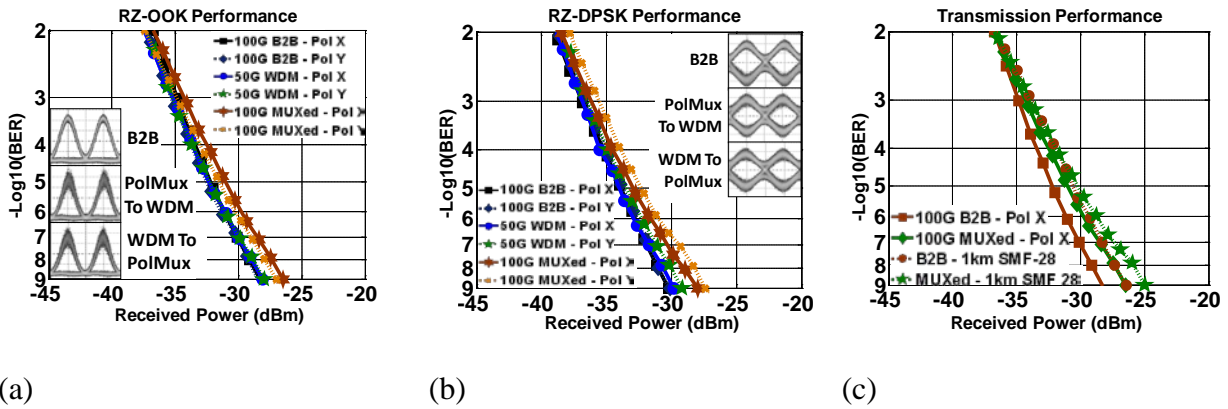 RZ-OOK Performance
2
3
4
5
6
7
8
9
-Log10(BER)
100G B2B - Pol X
100G B2B - Pol Y
50G WDM - Pol X
50G WDM - Pol Y
100G MUXed - Pol X
100G MUXed - Pol Y
B2B
PolMux
To WDM
WDM To
PolMux
-45 -40 -35 -30 -25 -20
Received Power (dBm)
(a)
RZ-DPSK Performance
2
3
4
5
6
7
8
9
-Log10(BER)
B2B
PolMux
To WDM
WDM To
PolMux
100G B2B - Pol X
100G B2B - Pol Y
50G WDM - Pol X
50G WDM - Pol Y
100G MUXed - Pol X
100G MUXed - Pol Y
-45 -40 -35 -30 -25 -20
Received Power (dBm)
(b)
Transmission Performance
2
3
4
5
6
7
8
9
-Log10(BER)
100G B2B - Pol X
100G MUXed - Pol X
B2B - 1km SMF-28
MUXed - 1km SMF 28
-45 -40 -35 -30 -25 -20
Received Power (dBm)
(c)